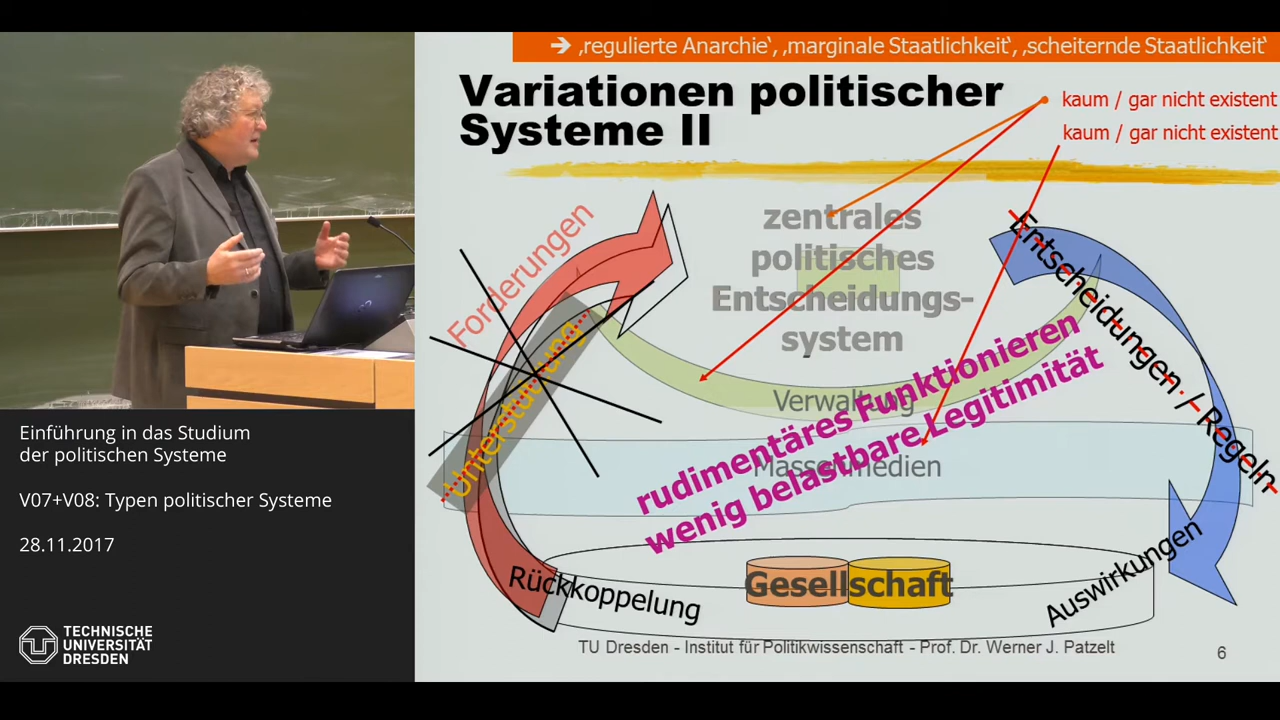 → ‚regulierte Anarchie‘, ‚marginale Staatlichkeit‘, ‚scheiternde Staatlichkeit‘
Variationen politischer
Systeme II
kaum / gar nicht existent
kaum / gar nicht existent
Forderungen
Unterstützung
zentrales
politisches
Entscheidungs-
system
Entscheidungen / Regeln
Verwaltung
rudimentäres Funktionieren
wenig belastbare Legitimität
Massenmedien
Rückkoppelung
Gesellschaft
Auswirkungen
TU Dresden - Institut für Politikwissenschaft - Prof. Dr. Werner J. Patzelt
6
Einführung in das Studium
der politischen Systeme
V07+V08: Typen politischer Systeme
28.11.2017
TECHNISCHE
UNIVERSITÄT
DRESDEN